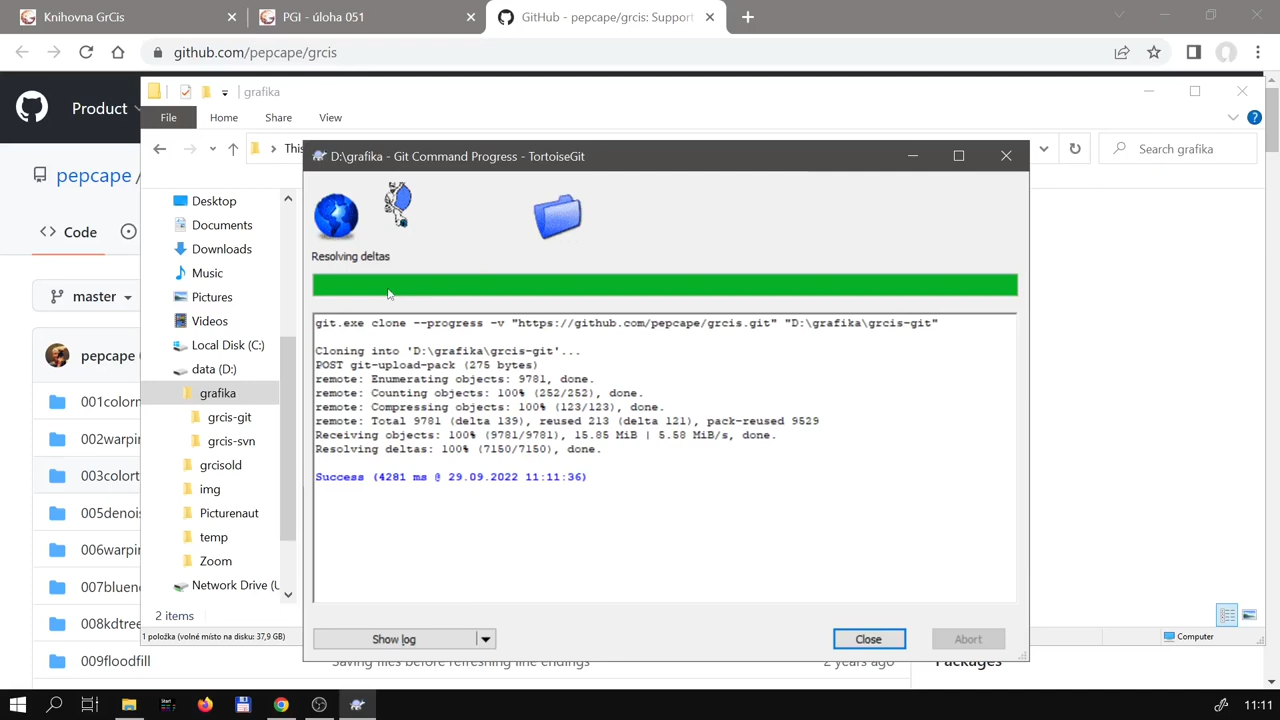 Knihovna GrCis
PGI - úloha 051
GitHub - pepcape/grcis: Support
github.com/pepcape/grcis
Product
grafika
File
Home
Share
View
This
Search grafika
pepcape /
Code
master
pepcape
001colorm
002warpin
003colort
005denois
006warpin
007bluend
008kdtree
009floodfill
Desktop
Documents
Downloads
Music
Pictures
Videos
Local Disk (C:)
data (D:)
grafika
grcis-git
grcis-svn
grcisold
img
Picturenaut
temp
Zoom
Network Drive (U
2 items
1 položka (volné místo na disku: 37,9 GB)
Computer
D:\grafika - Git Command Progress - TortoiseGit
Resolving deltas
git.exe clone --progress -v "https://github.com/pepcape/grcis.git" "D:\grafika\grcis-git"
Cloning into 'D:\grafika\grcis-git'...
POST git-upload-pack (275 bytes)
remote: Enumerating objects: 9781, done.
remote: Counting objects: 100% (252/252), done.
remote: Compressing objects: 100% (123/123), done.
remote: Total 9781 (delta 139), reused 213 (delta 121), pack-reused 9529
Receiving objects: 100% (9781/9781), 15.85 MiB | 5.58 MiB/s, done.
Resolving deltas: 100% (7150/7150), done.
Success (4281 ms @ 29.09.2022 11:11:36)
Show log
Close
Abort
Saving files before refreshing line endings
2 years ago
Packages
11:11